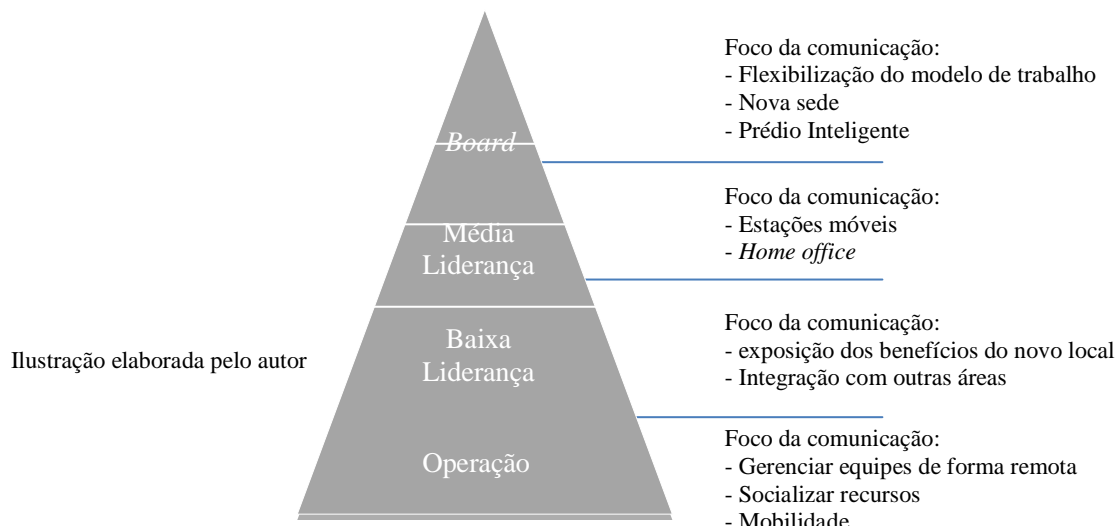 Foco da comunicação:
- Flexibilização do modelo de trabalho
- Nova sede
- Prédio Inteligente
Board
Foco da comunicação:
- Estações móveis
- Home office
Média
Liderança
Foco da comunicação:
- exposição dos benefícios do novo local
- Integração com outras áreas
Baixa
Liderança
Ilustração elaborada pelo autor
Foco da comunicação:
- Gerenciar equipes de forma remota
- Socializar recursos
- Mobilidade
Operação